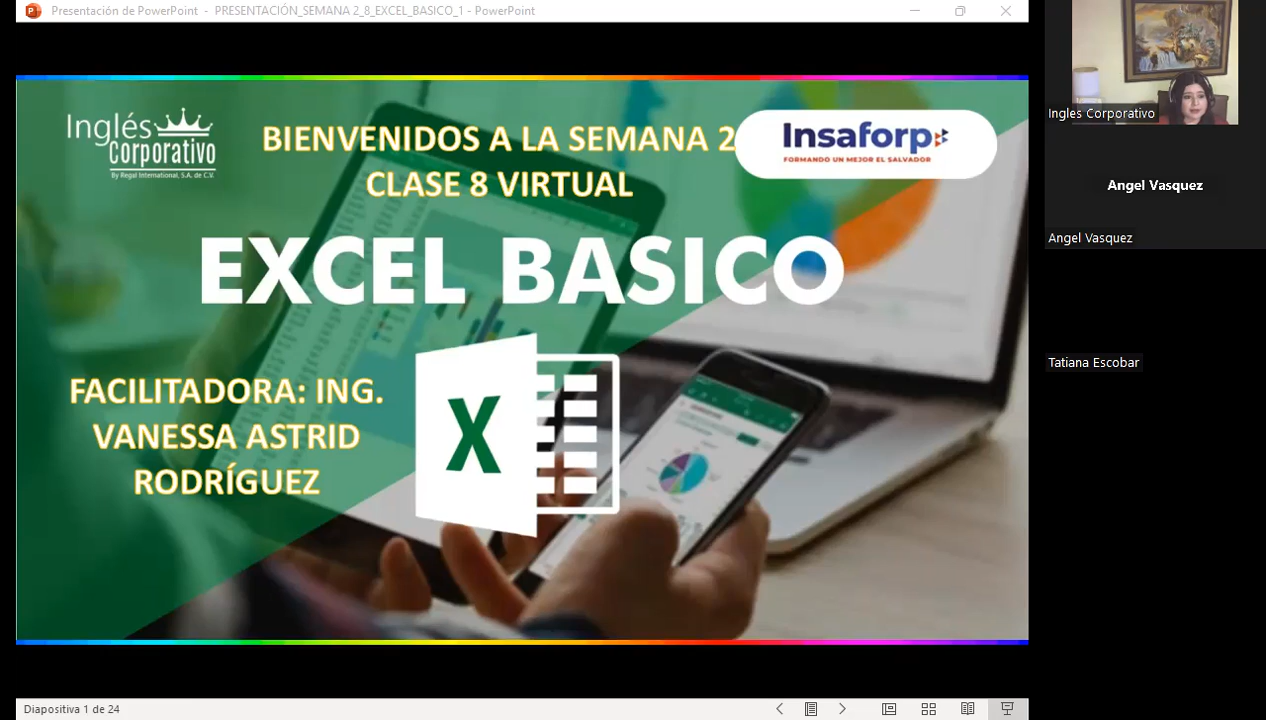 Presentación de PowerPoint - PRESENTACIÓN_SEMANA 2_8_EXCEL_BASICO_1 - PowerPoint
Inglés
Corporativo
By Regal International, S.A. de C.V.
BIENVENIDOS A LA SEMANA 2
CLASE 8 VIRTUAL
Insaforp
FORMANDO UN MEJOR EL SALVADOR
EXCEL BASICO
X
FACILITADORA: ING.
VANESSA ASTRID
RODRÍGUEZ
Diapositiva 1 de 24
Ingles Corporativo
Angel Vasquez
Angel Vasquez
Tatiana Escobar